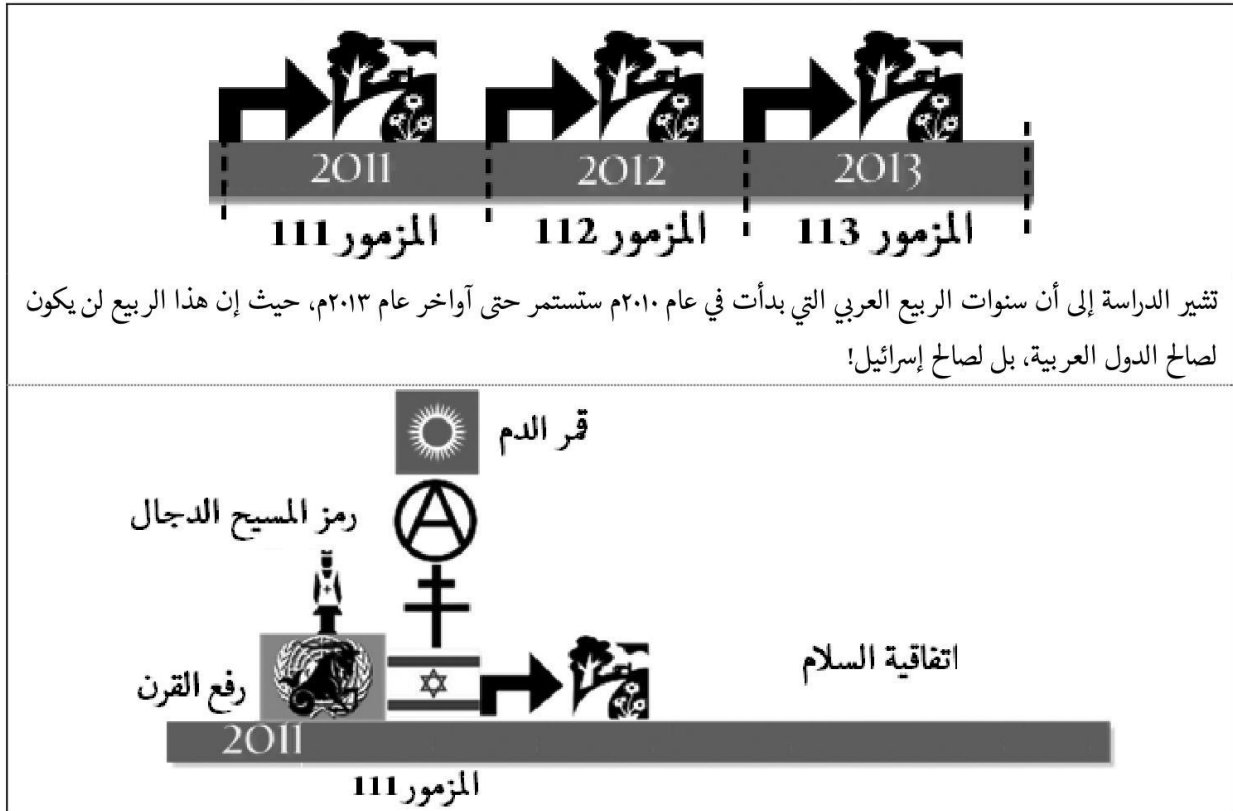 2011 2012 2013
المزمور 111 المزمور 112 المزمور 113
تشير الدراسة إلى أن سنوات الربيع العربي التي بدأت في عام ٢٠١٠م ستستمر حتى آواخر عام ٢٠١٣م، حيث إن هذا الربيع لن يكون
لصالح الدول العربية، بل لصالح إسرائيل!
قمر الدم
A
رمز المسيح الدجال
اتفاقية السلام
رفع القرن
2011
المزمور 111